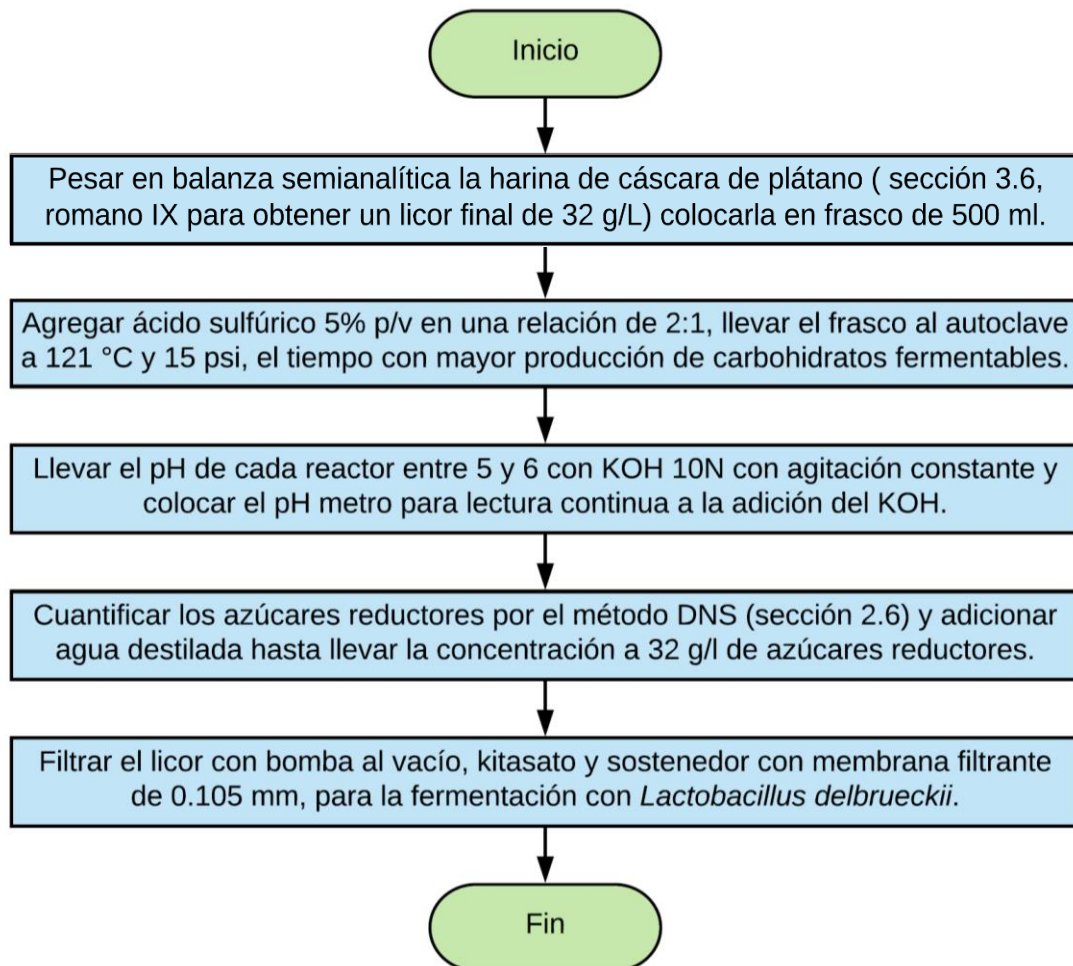 Inicio
Pesar en balanza semianalítica la harina de cáscara de plátano ( sección 3.6,
romano IX para obtener un licor final de 32 g/L) colocarla en frasco de 500 ml.
Agregar ácido sulfúrico 5% p/v en una relación de 2:1, llevar el frasco al autoclave
a 121 °C y 15 psi, el tiempo con mayor producción de carbohidratos fermentables.
Llevar el pH de cada reactor entre 5 y 6 con KOH 10N con agitación constante y
colocar el pH metro para lectura continua a la adición del KOH.
Cuantificar los azúcares reductores por el método DNS (sección 2.6) y adicionar
agua destilada hasta llevar la concentración a 32 g/l de azúcares reductores.
Filtrar el licor con bomba al vacío, kitasato y sostenedor con membrana filtrante
de 0.105 mm, para la fermentación con Lactobacillus delbrueckii.
Fin